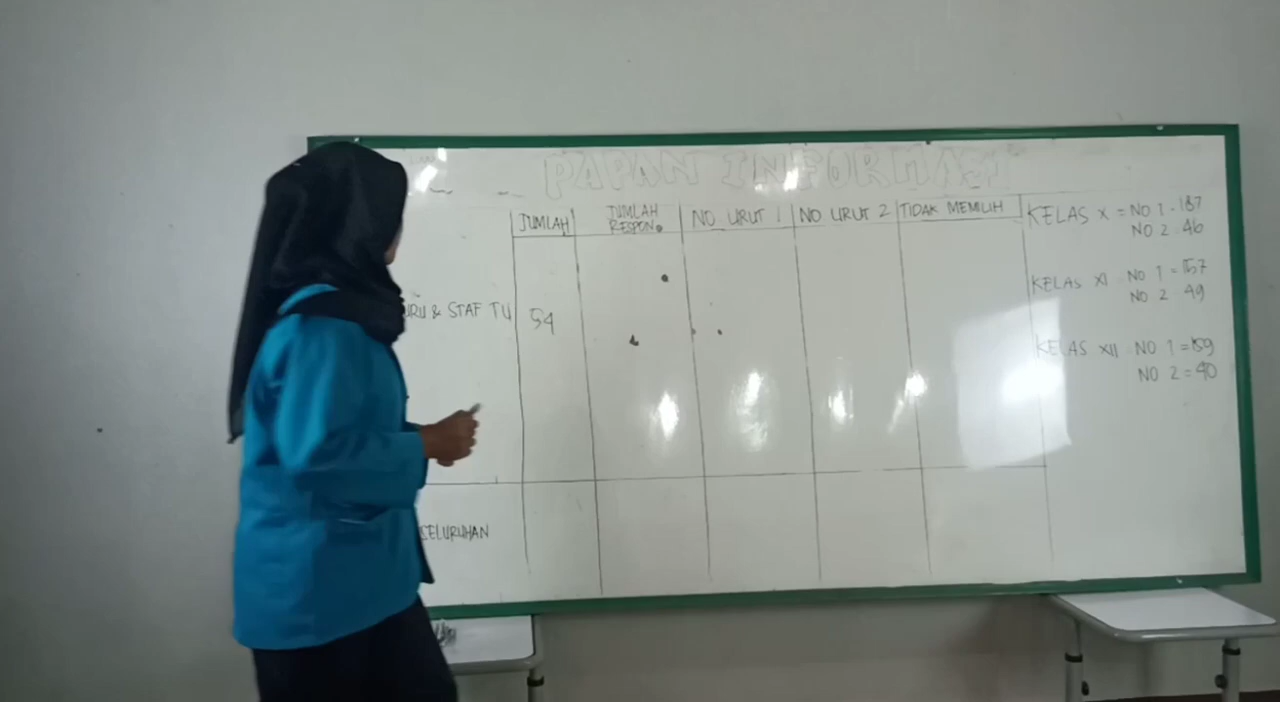 PAPAN INFORMASI
JUMLAH
JUMLAH
RESPON.
NO URUT 1
NO URUT 2
TIDAK MEMILIH
URU & STAF TU
54
SELURUHAN
KELAS X = NO 1 - 187
NO 2 46
KELAS XI NO 1 = 157
NO 2 49
KELAS XII NO 1 = 159
NO 2 = 40